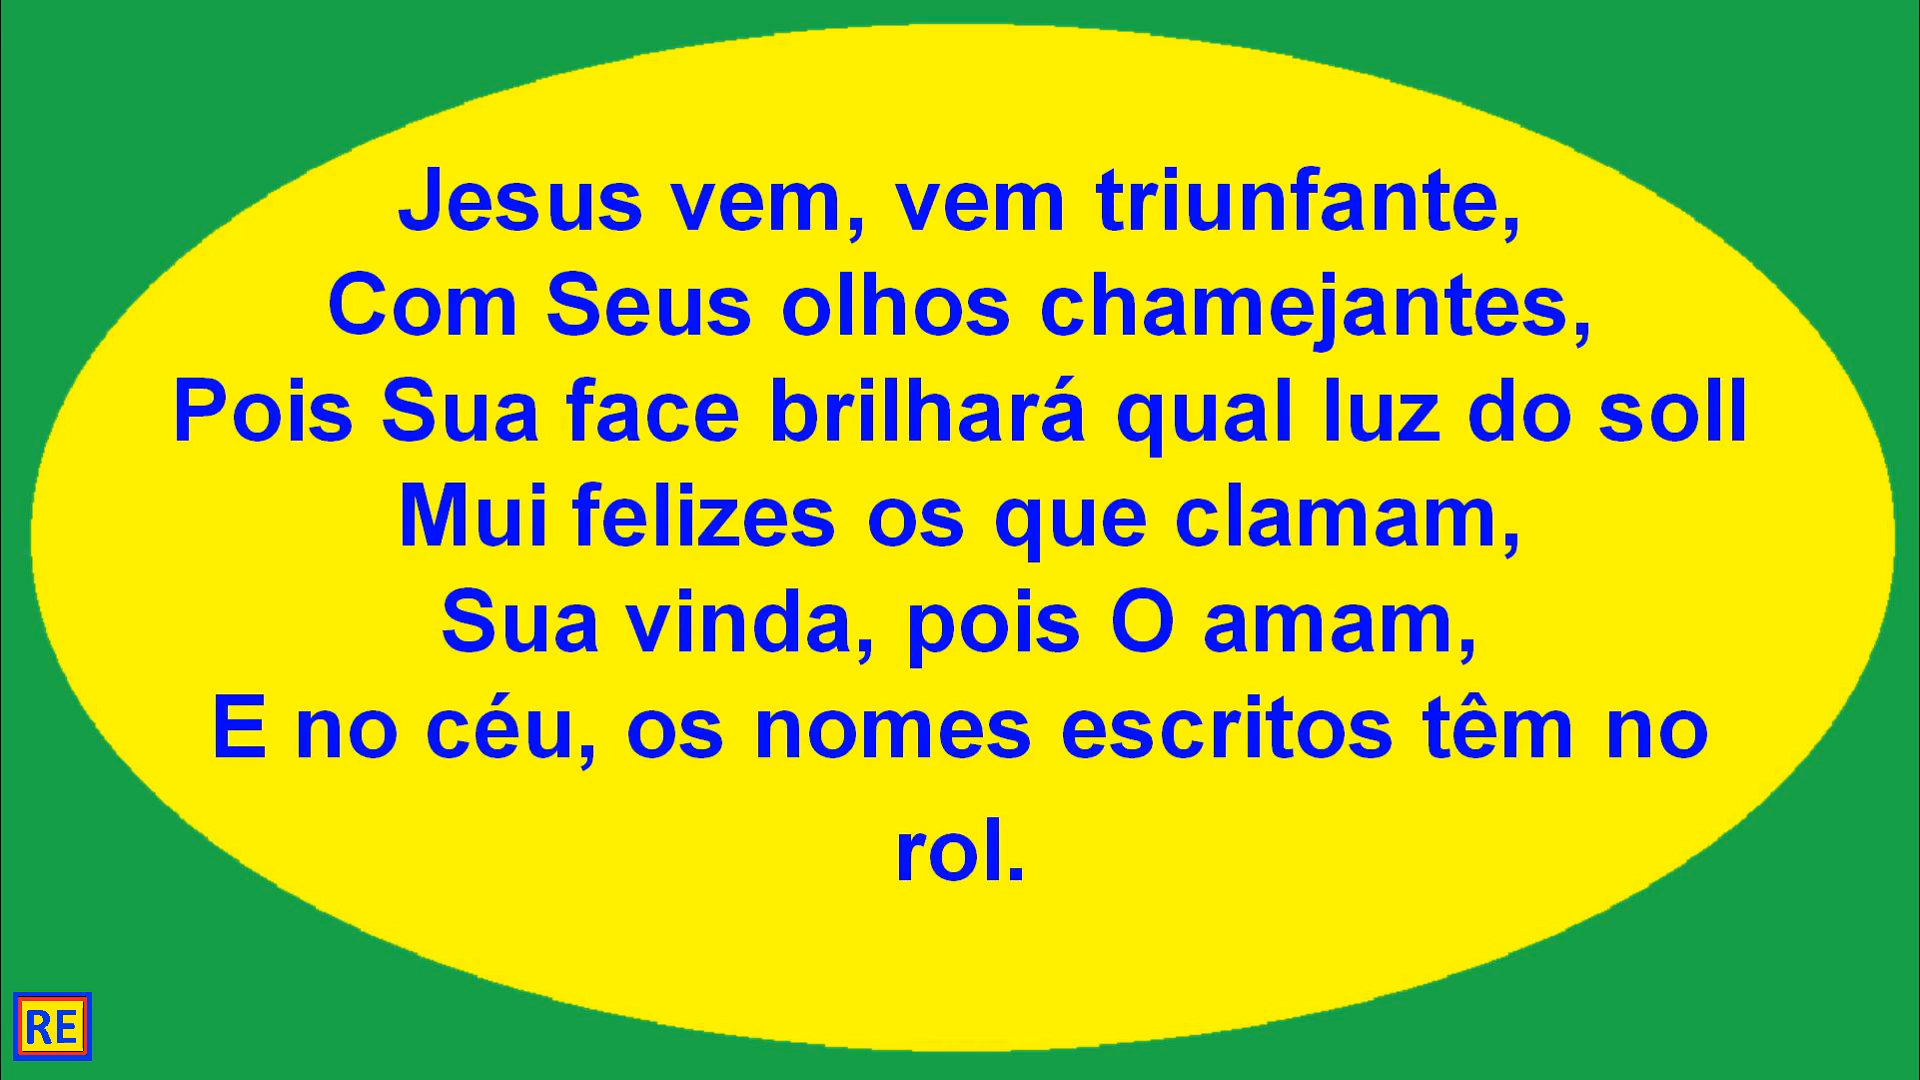 Jesus vem, vem triunfante,
Com Seus olhos chamejantes,
Pois Sua face brilhará qual luz do soll
Mui felizes os que clamam,
Sua vinda, pois O amam,
E no céu, os nomes escritos têm no
rol.
RE